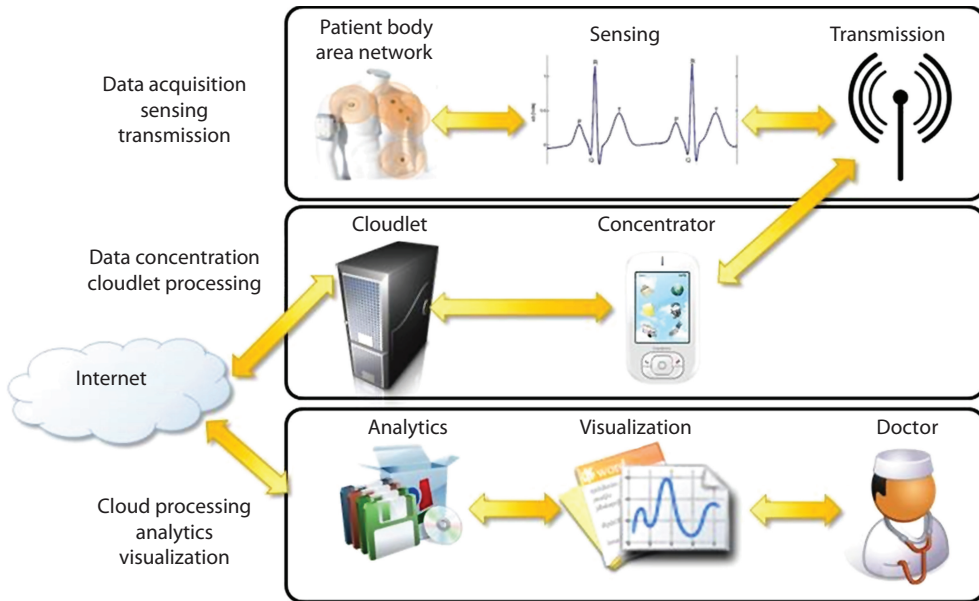 Patient body
area network
Sensing
Transmission
Data acquisition
sensing
transmission
Cloudlet
Concentrator
Data concentration
cloudlet processing
Internet
Analytics
Visualization
Doctor
Cloud processing
analytics
visualization